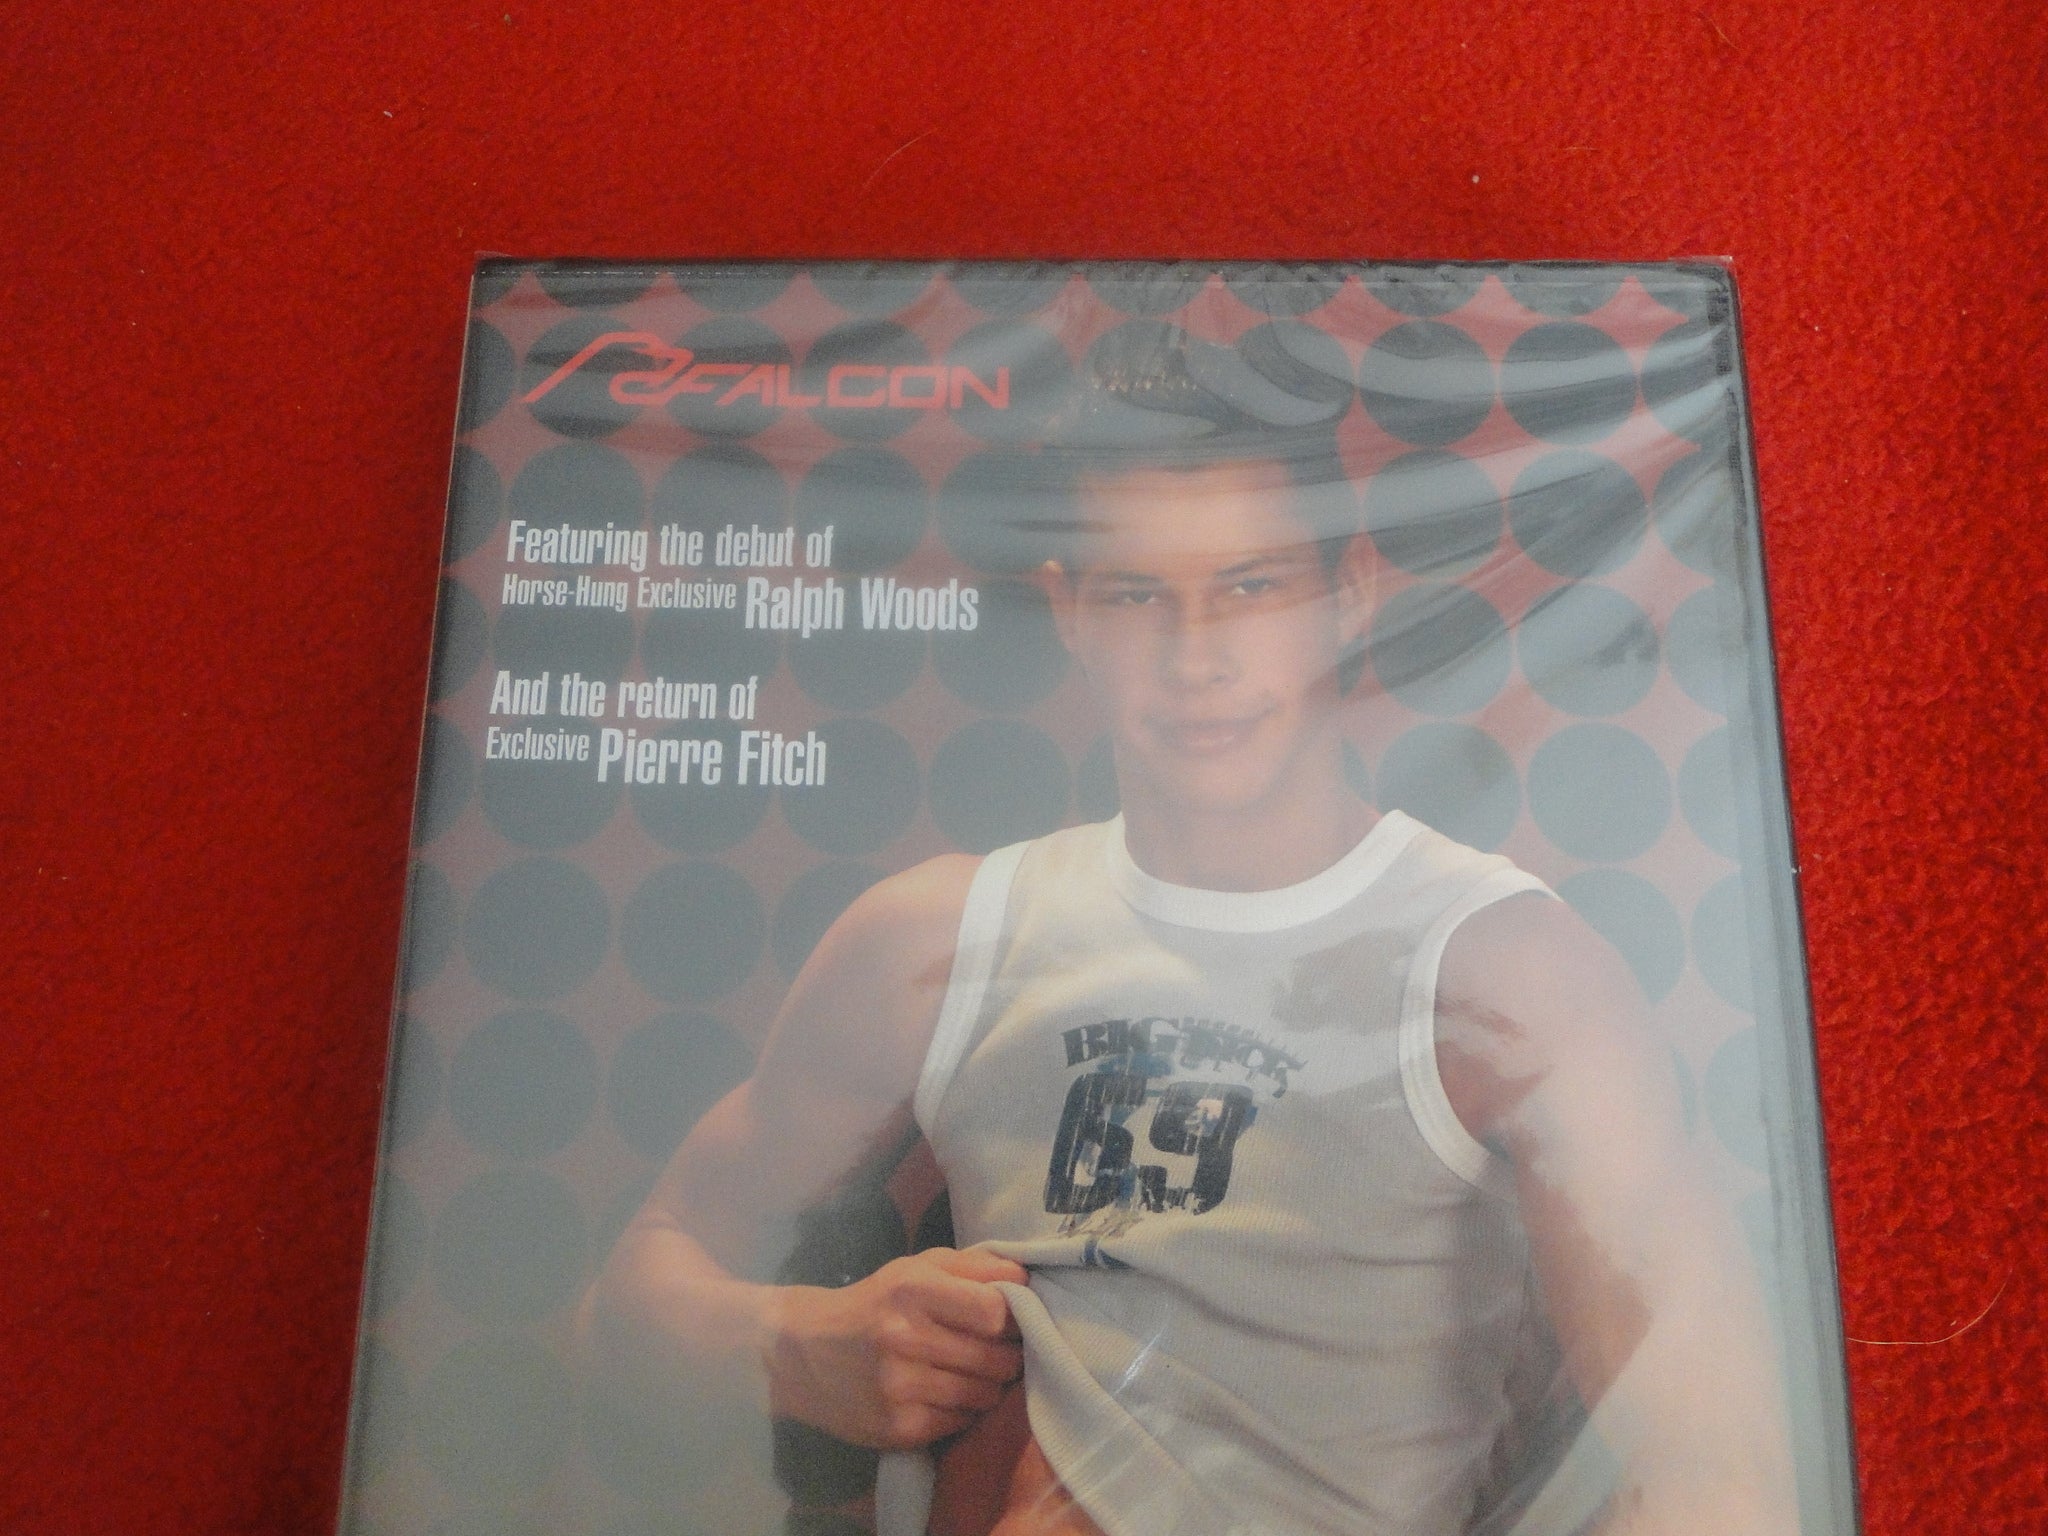 FALCON
Featuring the debut of
Horse-Hung Exclusive Ralph Woods
And the return of
Exclusive Pierre Fitch
69